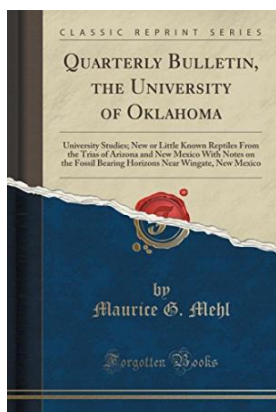 CLASSIC REPRINT SERIES
QUARTERLY BULLETIN,
THE UNIVERSITY
OF OKLAHOMA
University Studies; New or Little Known Reptiles From
the Trias of Arizona and New Mexico With Notes on
the Fossil Bearing Horizons Near Wingate, New Mexico
by
Maurice G. Mehl
Forgotten Books